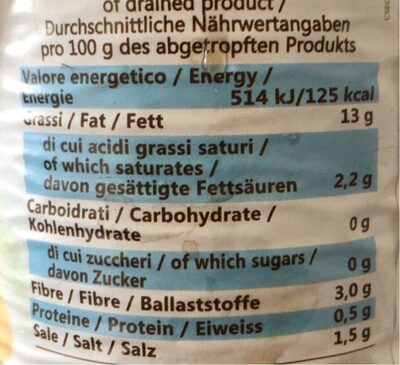 of drained product /
Durchschnittliche Nährwertangaben
pro 100 g des abgetropften Produkts
Valore energetico / Energy /
Energie 514 kJ/125 kcal
Grassi / Fat / Fett 13 g
di cui acidi grassi saturi /
of which saturates /
davon gesättigte Fettsäuren 2,2 g
Carboidrati / Carbohydrate /
Kohlenhydrate 0 g
di cui zuccheri / of which sugars /
davon Zucker 0 g
Fibre / Fibre / Ballaststoffe 3,0 g
Proteine / Protein / Eiweiss 0,5 g
Sale / Salt / Salz 1,5 g